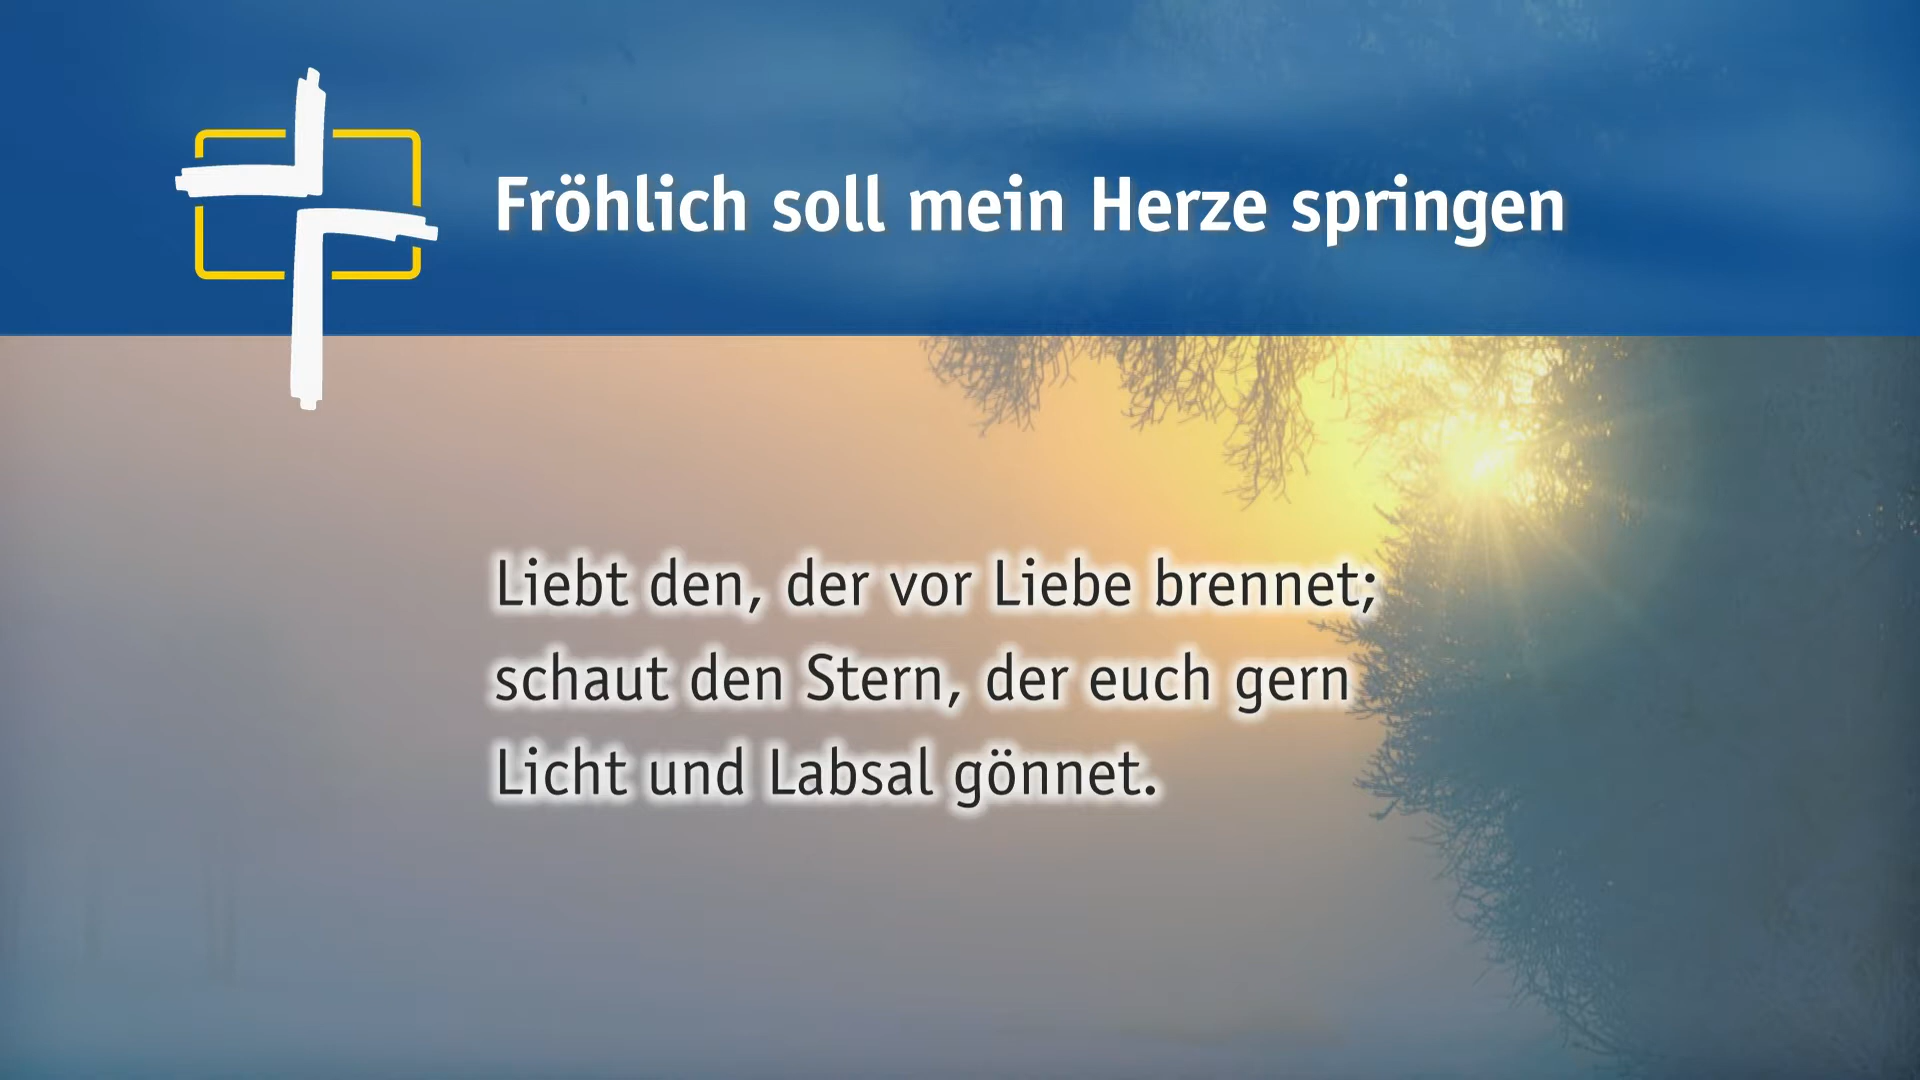 Fröhlich soll mein Herze springen
Liebt den, der vor Liebe brennet;
schaut den Stern, der euch gern
Licht und Labsal gönnet.